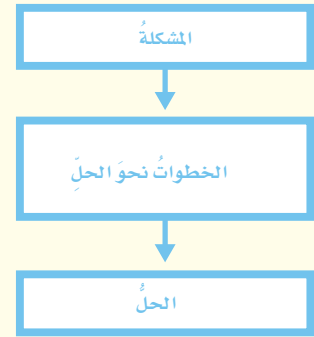 المشكلةُ
الخطواتُ نحوَ الحلِّ
الحلُّ